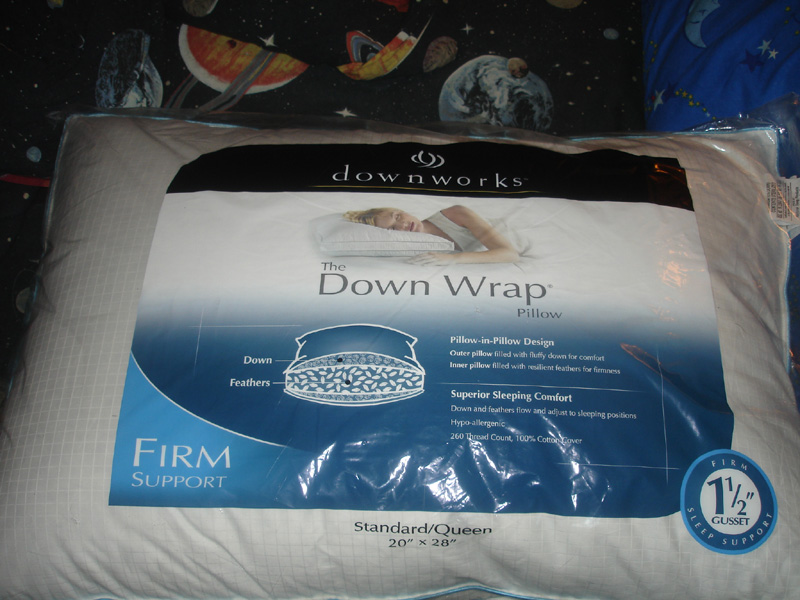 downworks
The
Down Wrap®
Pillow
Pillow-in-Pillow Design
Outer pillow filled with fluffy down for comfort
Inner pillow filled with resilient feathers for firmness
Down
Feathers
Superior Sleeping Comfort
Down and feathers flow and adjust to sleeping positions
Hypo-allergenic
260 Thread Count, 100% Cotton Cover
FIRM
SUPPORT
FIRM
1 1/2"
GUSSET
SLEEP SUPPORT
Standard/Queen
20" x 28"